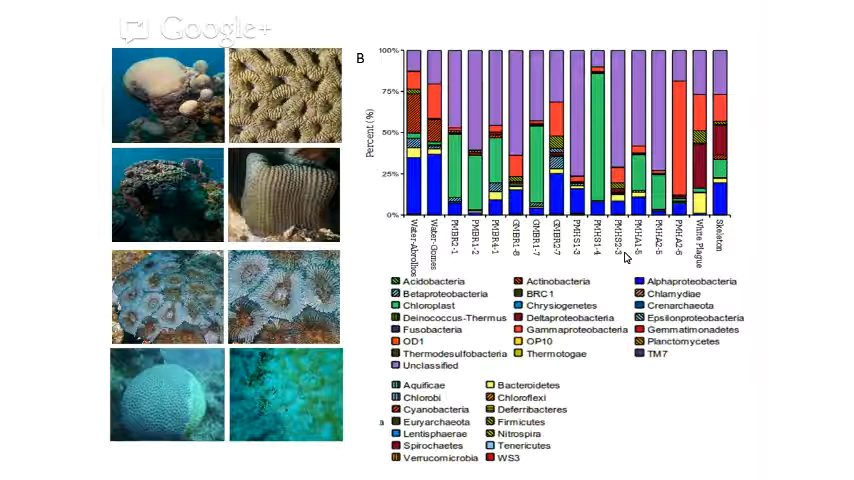 Google+
B
100%
50%
25%
0%
Percent (%)
Water-Abrolhos
Water-Gomes
PMBR2-1
PMBR1-2
PMBR4-1
GMBR1-8
GMBR1-7
GMBR2-7
PMHS1-3
PMHS1-4
PMHS2-3
PMHA1-5
PMHA2-5
PMHA2-6
White Plague
Skeleton
Acidobacteria Actinobacteria Alphaproteobacteria
Betaproteobacteria BRC1 Chlamydiae
Chloroplast Chrysiogenetes Crenarchaeota
Deinococcus-Thermus Deltaproteobacteria Epsilonproteobacteria
Fusobacteria Gammaproteobacteria Gemmatimonadetes
OD1 OP10 Planctomycetes
Thermodesulfobacteria Thermotogae TM7
Unclassified
Aquificae Bacteroidetes
Chlorobi Chloroflexi
Cyanobacteria Deferribacteres
a Euryarchaeota Firmicutes
Lentisphaerae Nitrospira
Spirochaetes Tenericutes
Verrucomicrobia WS3